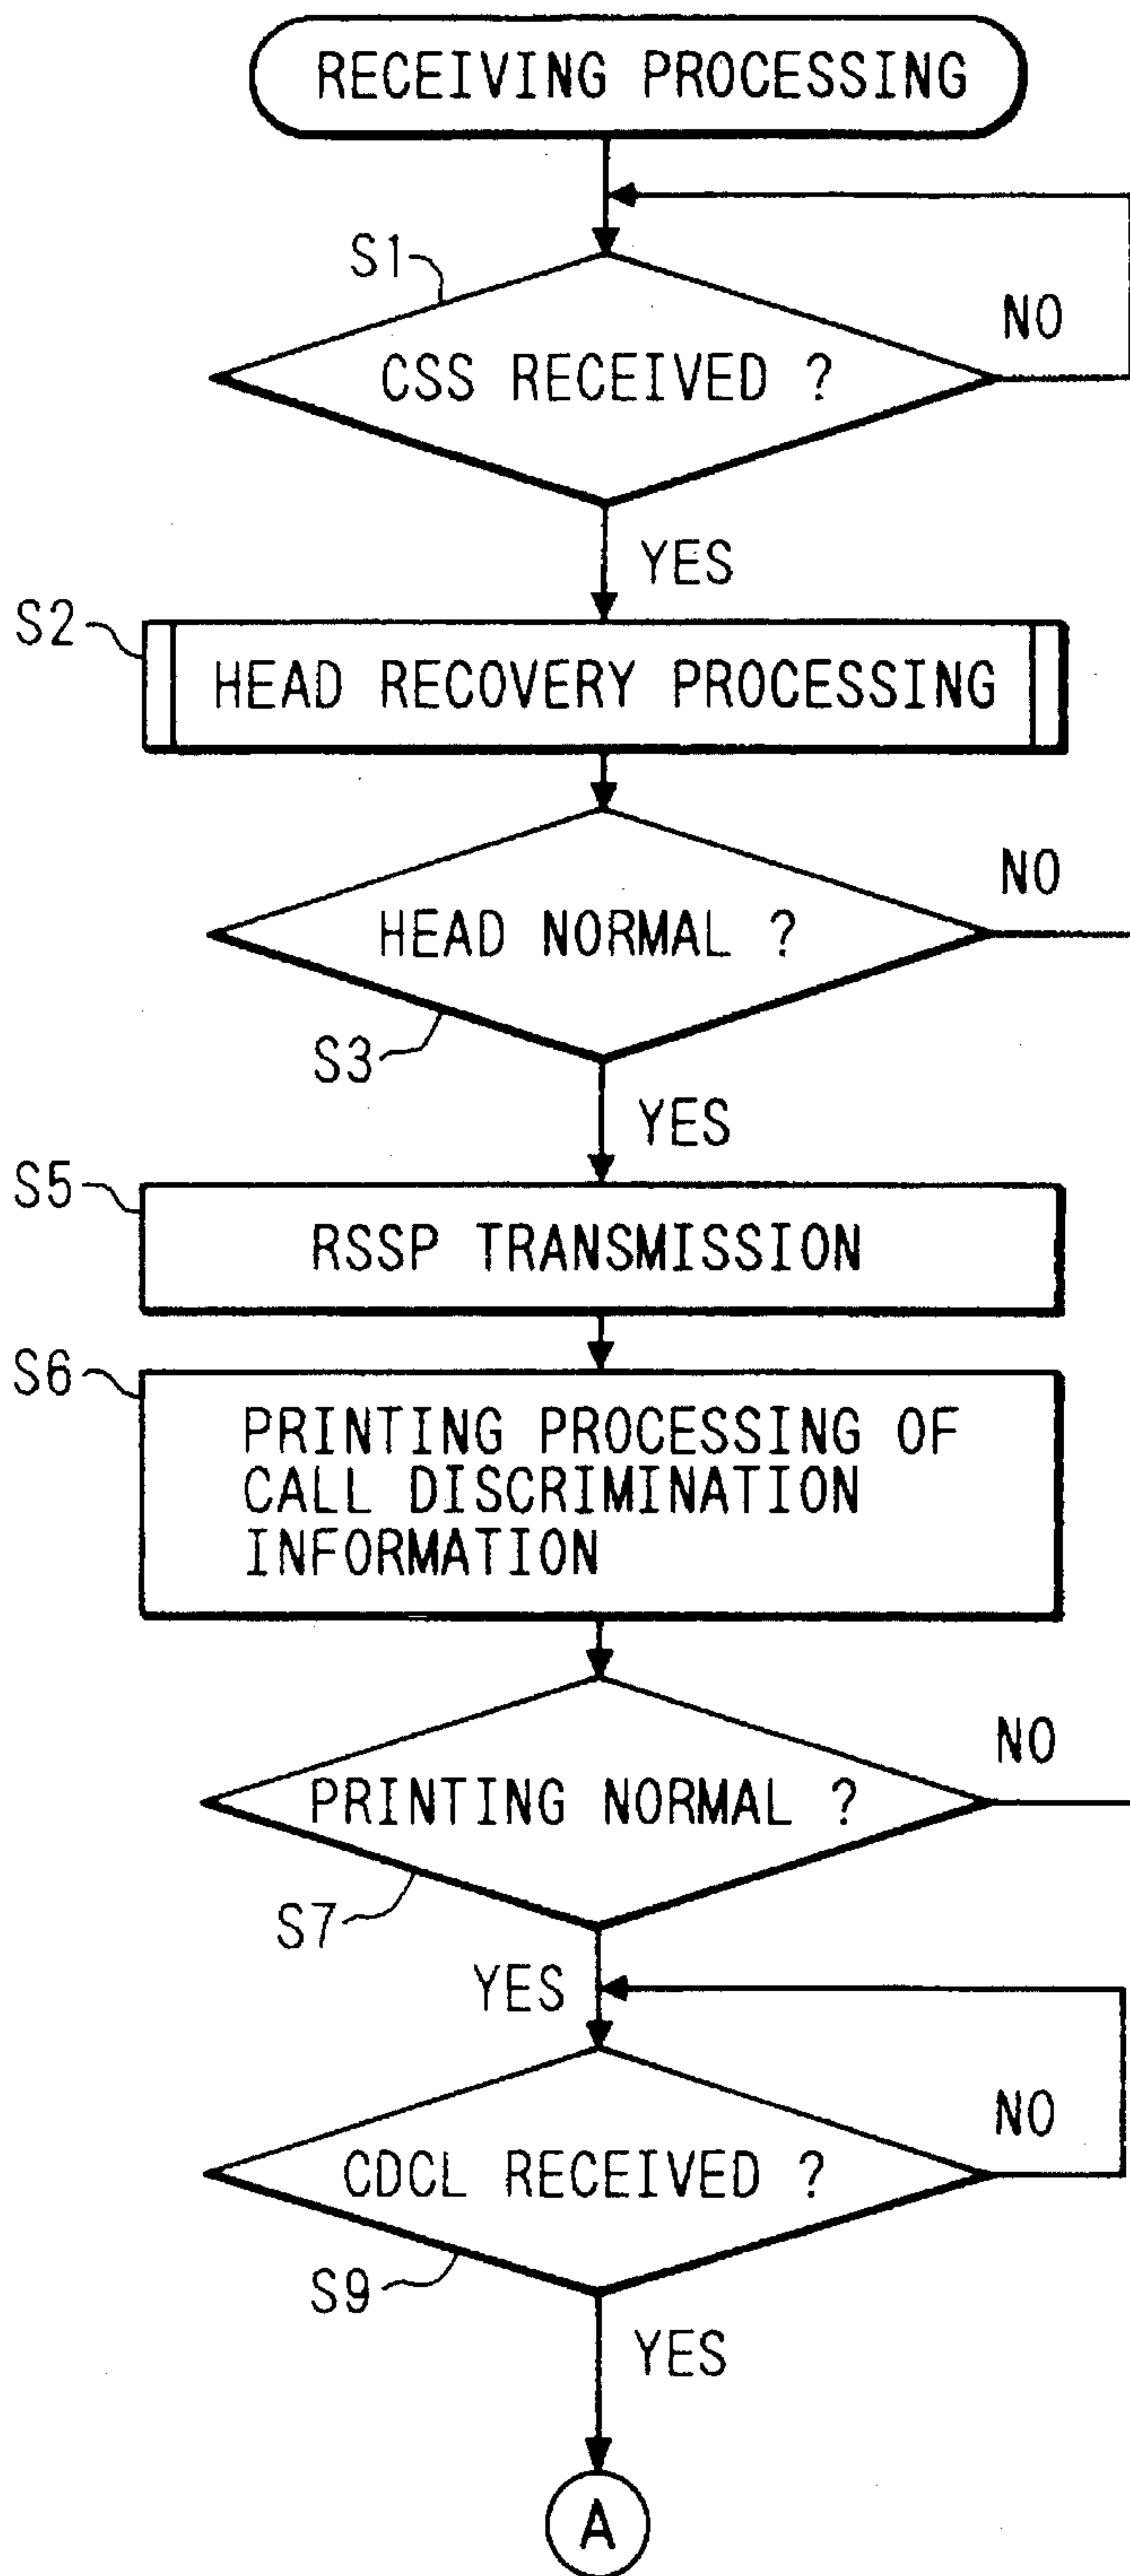 RECEIVING PROCESSING
S1
NO
CSS RECEIVED ?
YES
S2
HEAD RECOVERY PROCESSING
NO
HEAD NORMAL ?
S3
YES
S5
RSSP TRANSMISSION
S6
PRINTING PROCESSING OF
CALL DISCRIMINATION
INFORMATION
NO
PRINTING NORMAL ?
S7
YES
NO
CDCL RECEIVED ?
S9
YES
A